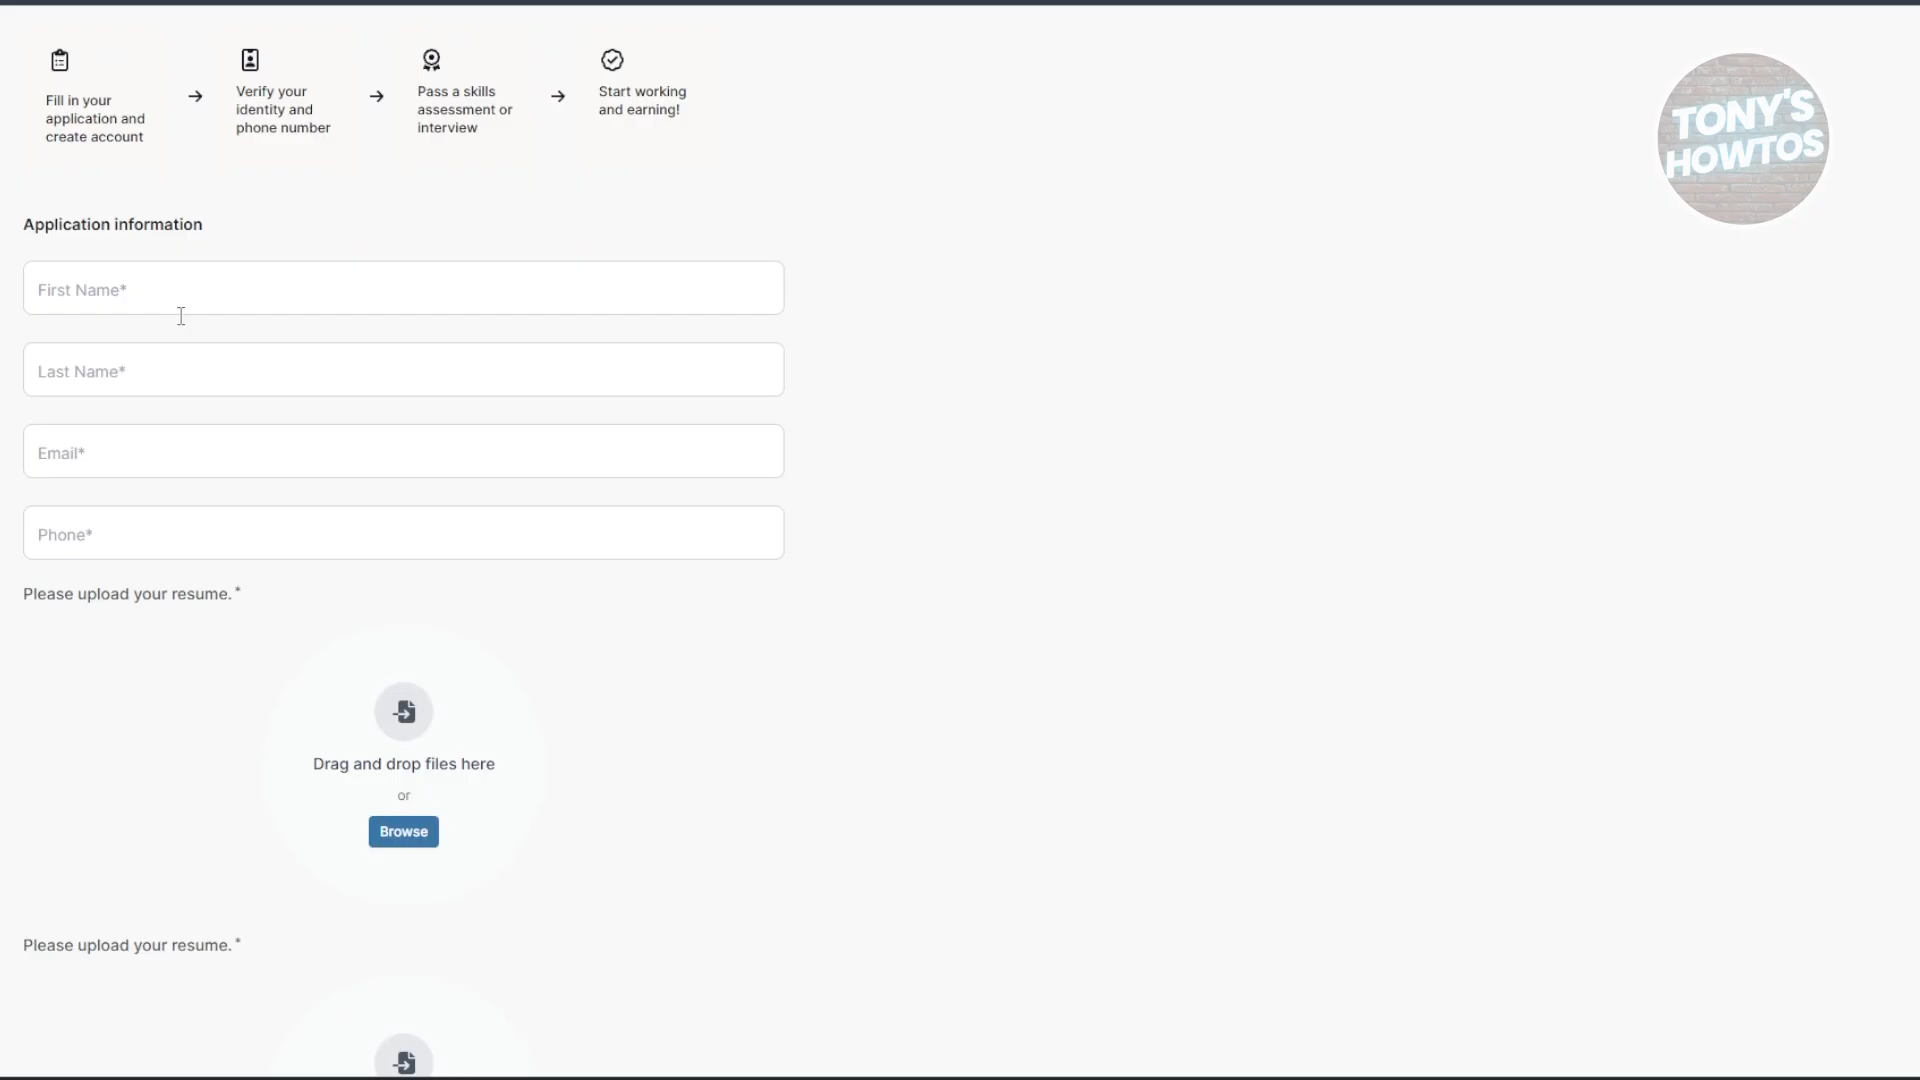 Fill in your
application and
create account
Verify your
identity and
phone number
Pass a skills
assessment or
interview
Start working
and earning!
TONY'S
HOWTOS
Application information
First Name*
Last Name*
Email*
Phone*
Please upload your resume.*
Drag and drop files here
or
Browse
Please upload your resume.*